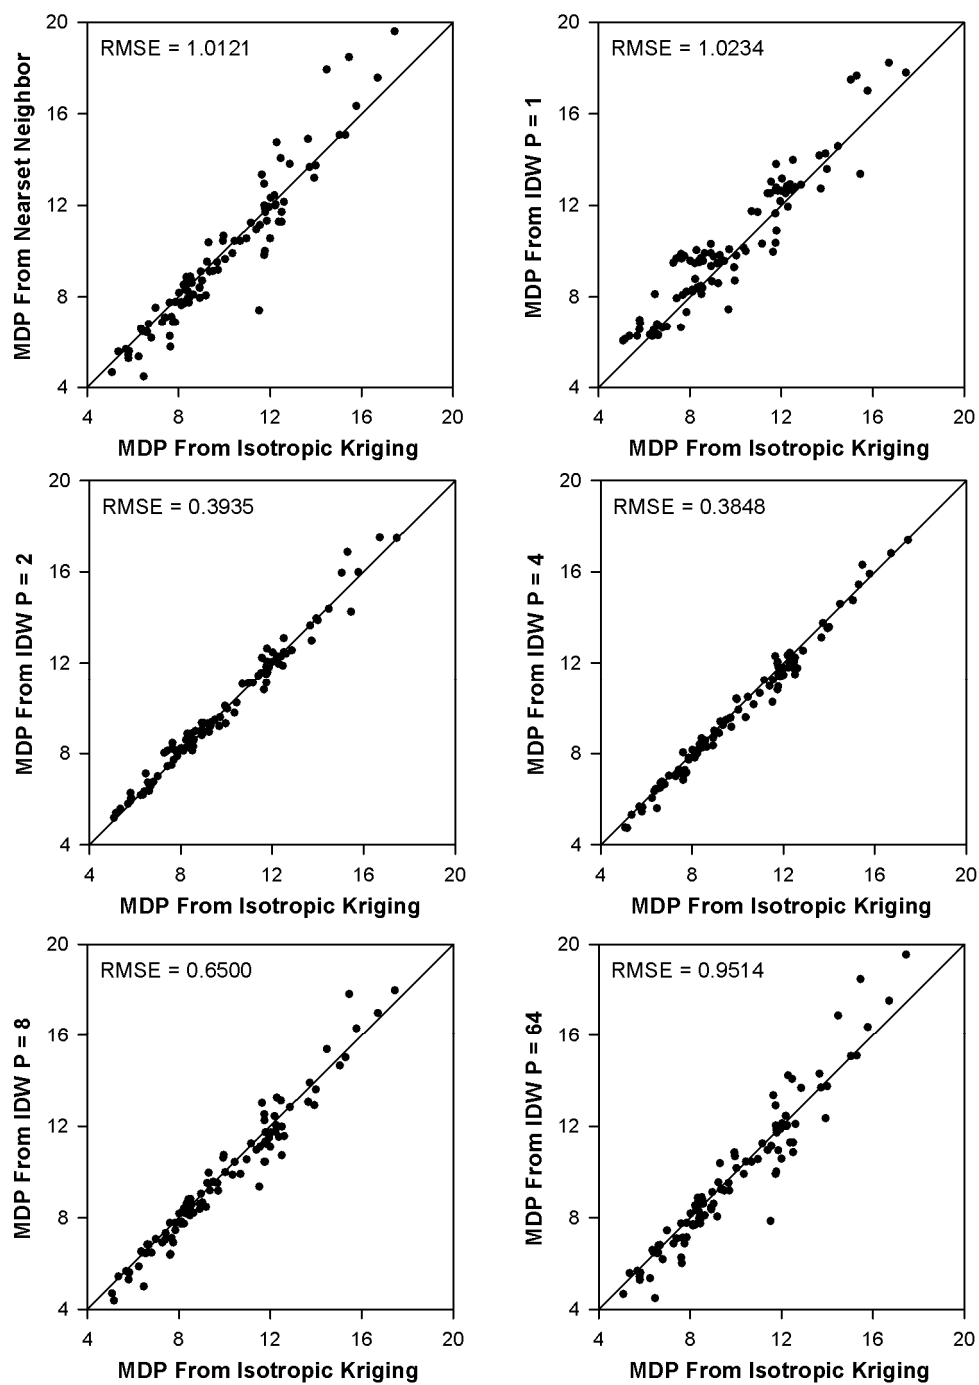 RMSE = 1.0121
MDP From Nearset Neighbor
20
16
12
8
4
4 8 12 16 20
MDP From Isotropic Kriging
RMSE = 1.0234
MDP From IDW P = 1
20
16
12
8
4
4 8 12 16 20
MDP From Isotropic Kriging
RMSE = 0.3935
MDP From IDW P = 2
20
16
12
8
4
4 8 12 16 20
MDP From Isotropic Kriging
RMSE = 0.3848
MDP From IDW P = 4
20
16
12
8
4
4 8 12 16 20
MDP From Isotropic Kriging
RMSE = 0.6500
MDP From IDW P = 8
20
16
12
8
4
4 8 12 16 20
MDP From Isotropic Kriging
RMSE = 0.9514
MDP From IDW P = 64
20
16
12
8
4
4 8 12 16 20
MDP From Isotropic Kriging